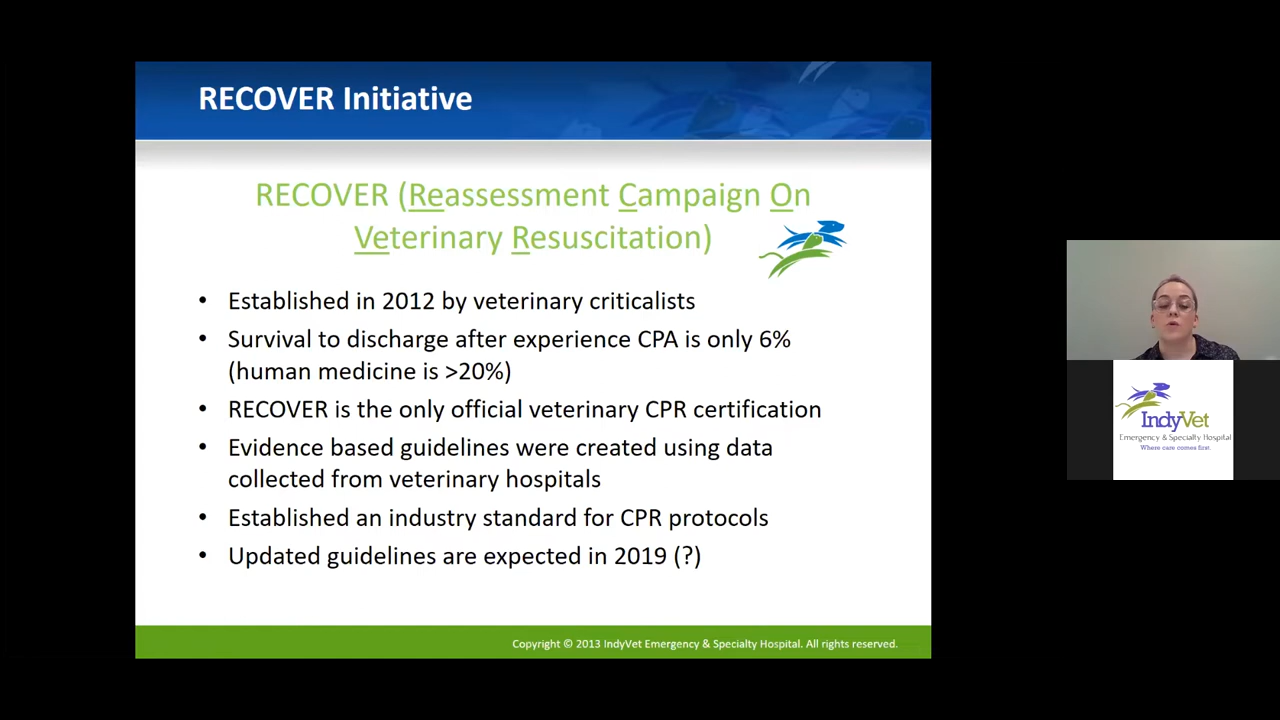 RECOVER Initiative
RECOVER (Reassessment Campaign On
Veterinary Resuscitation)
• Established in 2012 by veterinary criticalists
• Survival to discharge after experience CPA is only 6%
(human medicine is >20%)
• RECOVER is the only official veterinary CPR certification
• Evidence based guidelines were created using data
collected from veterinary hospitals
• Established an industry standard for CPR protocols
• Updated guidelines are expected in 2019 (?)
Copyright © 2013 IndyVet Emergency & Specialty Hospital. All rights reserved.
IndyVet
Emergency & Specialty Hospital
Where care comes first.